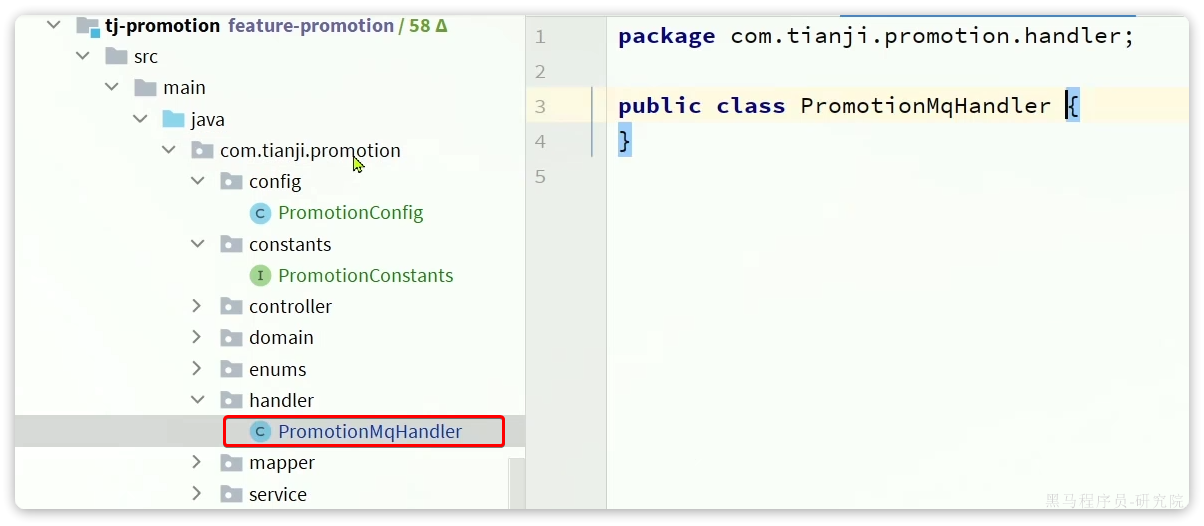 tj-promotion feature-promotion / 58 Δ
src
main
java
com.tianji.promotion
config
C PromotionConfig
constants
I PromotionConstants
controller
domain
enums
handler
C PromotionMqHandler
mapper
service
1 package com.tianji.promotion.handler;
2
3 public class PromotionMqHandler {
4 }
5
黑马程序员-研究院